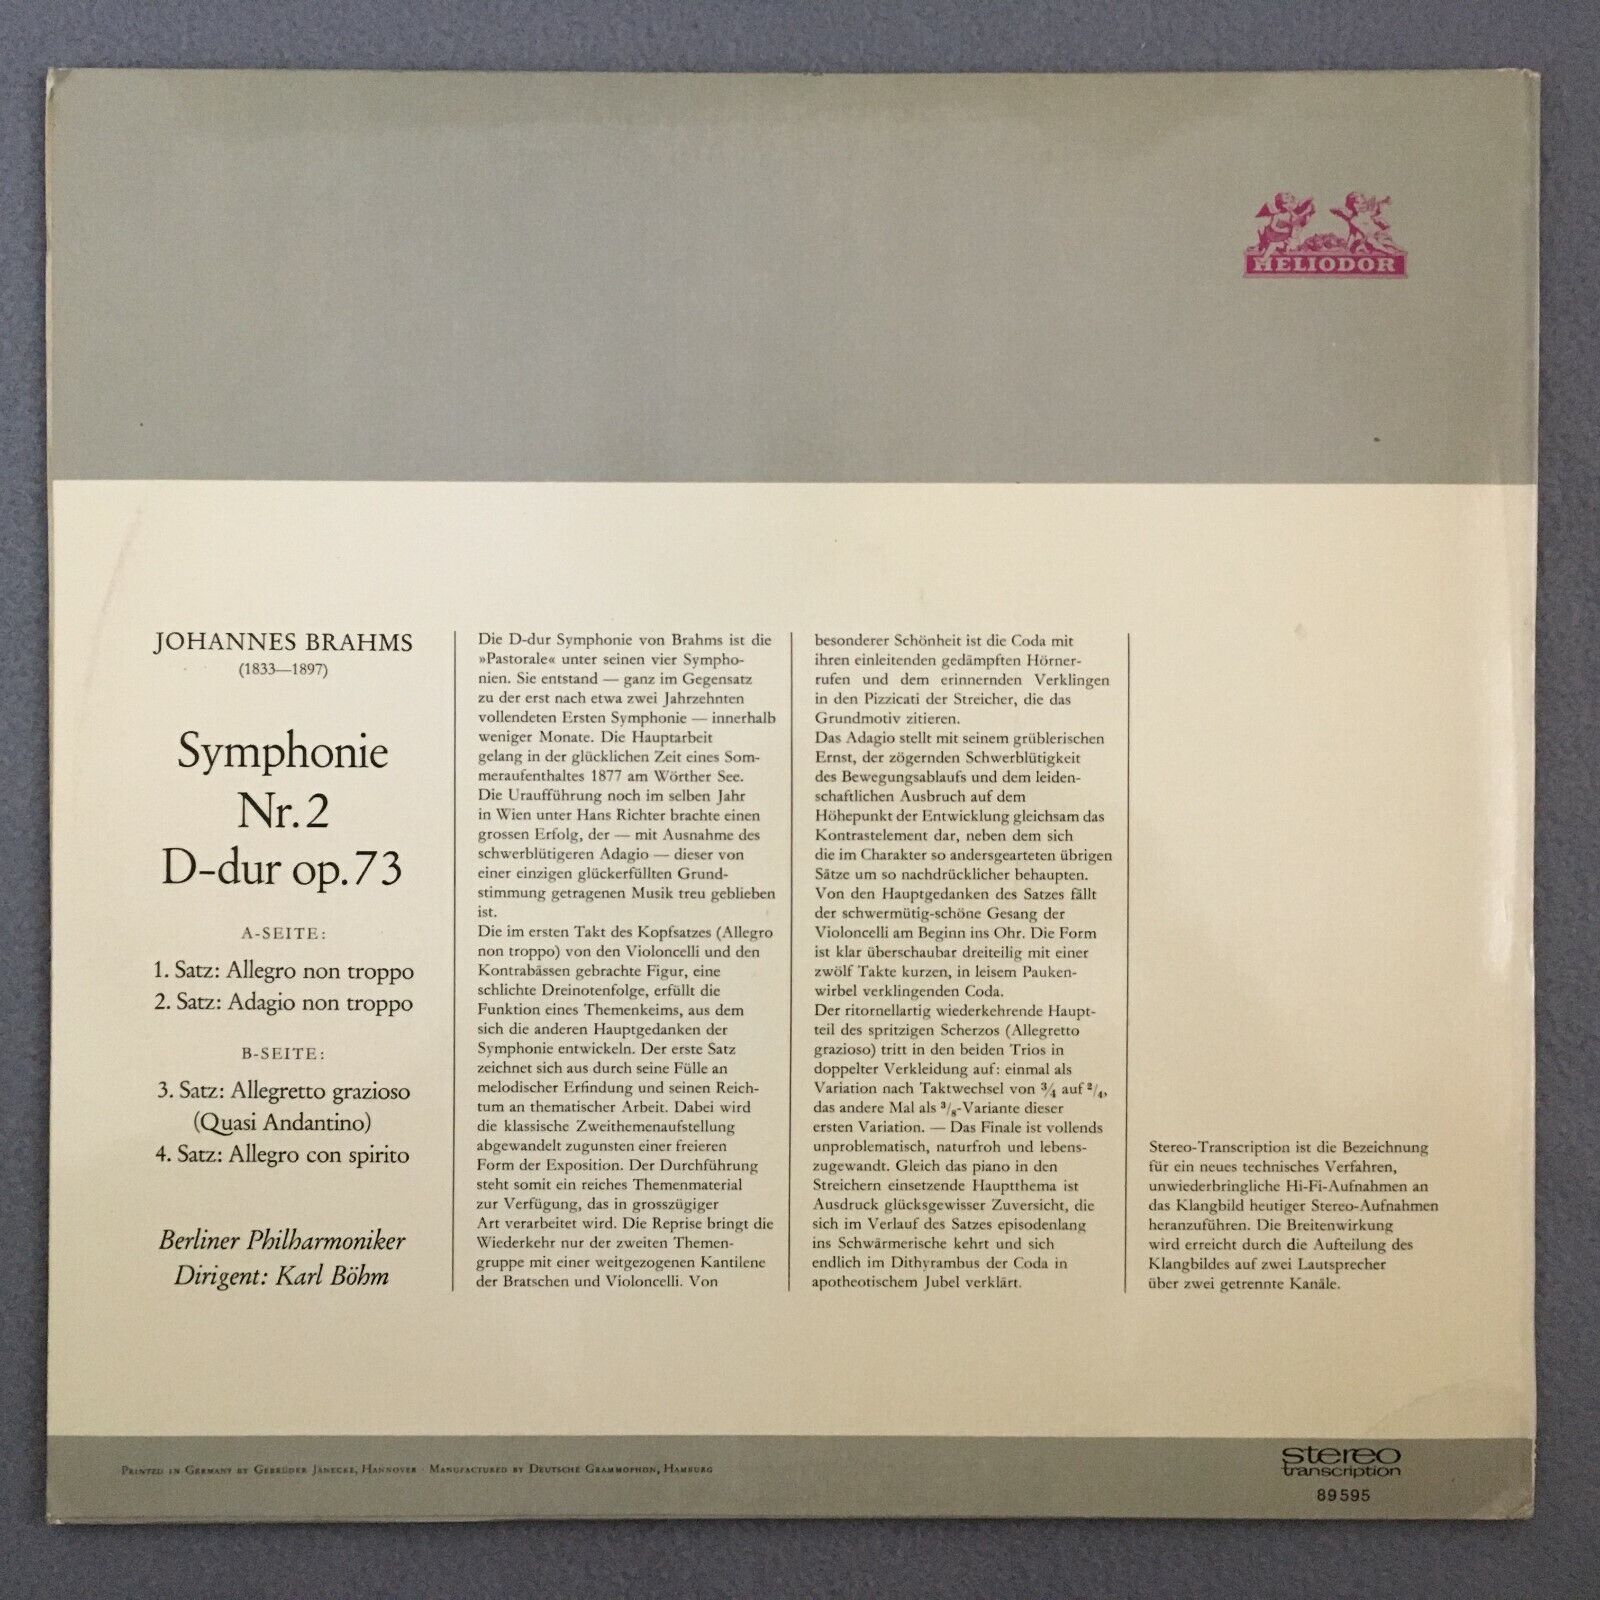 HELIODOR
JOHANNES BRAHMS
(1833—1897)
Symphonie
Nr. 2
D-dur op. 73
A-SEITE:
1. Satz: Allegro non troppo
2. Satz: Adagio non troppo
B-SEITE:
3. Satz: Allegretto grazioso
(Quasi Andantino)
4. Satz: Allegro con spirito
Berliner Philharmoniker
Dirigent: Karl Böhm
Die D-dur Symphonie von Brahms ist die
»Pastorale« unter seinen vier Sympho-
nien. Sie entstand — ganz im Gegensatz
zu der erst nach etwa zwei Jahrzehnten
vollendeten Ersten Symphonie — innerhalb
weniger Monate. Die Hauptarbeit
gelang in der glücklichen Zeit eines Som-
meraufenthaltes 1877 am Wörther See.
Die Uraufführung noch im selben Jahr
in Wien unter Hans Richter brachte einen
grossen Erfolg, der — mit Ausnahme des
schwerblütigeren Adagio — dieser von
einer einzigen glückerfüllten Grund-
stimmung getragenen Musik treu geblieben
ist.
Die im ersten Takt des Kopfsatzes (Allegro
non troppo) von den Violoncelli und den
Kontrabässen gebrachte Figur, eine
schlichte Dreinotenfolge, erfüllt die
Funktion eines Themenkeims, aus dem
sich die anderen Hauptgedanken der
Symphonie entwickeln. Der erste Satz
zeichnet sich aus durch seine Fülle an
melodischer Erfindung und seinen Reich-
tum an thematischer Arbeit. Dabei wird
die klassische Zweithemenaufstellung
abgewandelt zugunsten einer freieren
Form der Exposition. Der Durchführung
steht somit ein reiches Themenmaterial
zur Verfügung, das in grosszügiger
Art verarbeitet wird. Die Reprise bringt die
Wiederkehr nur der zweiten Themen-
gruppe mit einer weitgezogenen Kantilene
der Bratschen und Violoncelli. Von
besonderer Schönheit ist die Coda mit
ihren einleitenden gedämpften Hörner-
rufen und dem erinnernden Verklingen
in den Pizzicati der Streicher, die das
Grundmotiv zitieren.
Das Adagio stellt mit seinem grüblerischen
Ernst, der zögernden Schwerblütigkeit
des Bewegungsablaufs und dem leiden-
schaftlichen Ausbruch auf dem
Höhepunkt der Entwicklung gleichsam das
Kontrastelement dar, neben dem sich
die im Charakter so andersgearteten übrigen
Sätze um so nachdrücklicher behaupten.
Von den Hauptgedanken des Satzes fällt
der schwermütig-schöne Gesang der
Violoncelli am Beginn ins Ohr. Die Form
ist klar überschaubar dreiteilig mit einer
zwölf Takte kurzen, in leisem Pauken-
wirbel verklingenden Coda.
Der ritornellartig wiederkehrende Haupt-
teil des spritzigen Scherzos (Allegretto
grazioso) tritt in den beiden Trios in
doppelter Verkleidung auf: einmal als
Variation nach Taktwechsel von 3/4 auf 2/4,
das andere Mal als 3/8-Variante dieser
ersten Variation. — Das Finale ist vollends
unproblematisch, naturfroh und lebens-
zugewandt. Gleich das piano in den
Streichern einsetzende Hauptthema ist
Ausdruck glücksgewisser Zuversicht, die
sich im Verlauf des Satzes episodenlang
ins Schwärmerische kehrt und sich
endlich im Dithyrambus der Coda in
apotheotischem Jubel verklärt.
Stereo-Transcription ist die Bezeichnung
für ein neues technisches Verfahren,
unwiederbringliche Hi-Fi-Aufnahmen an
das Klangbild heutiger Stereo-Aufnahmen
heranzuführen. Die Breitenwirkung
wird erreicht durch die Aufteilung des
Klangbildes auf zwei Lautsprecher
über zwei getrennte Kanäle.
PRINTED IN GERMANY BY GEBRÜDER JÄNECKE, HANNOVER · MANUFACTURED BY DEUTSCHE GRAMMOPHON, HAMBURG
stereo
transcription
89595